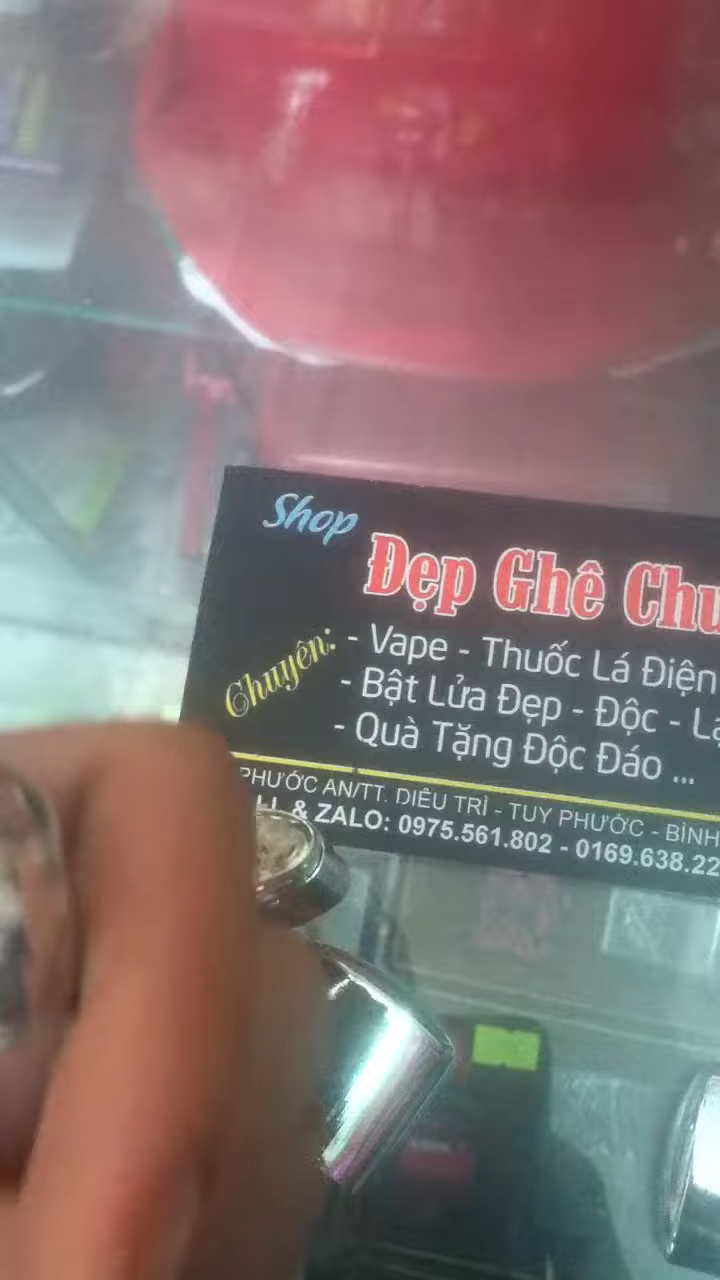 Shop
Đẹp Ghê Chu
Chuyên:
- Vape - Thuốc Lá Điện
- Bật Lửa Đẹp - Độc - Lạ
- Quà Tặng Độc Đáo ...
PHƯỚC AN/TT. DIÊU TRÌ - TUY PHƯỚC - BÌNH
& ZALO: 0975.561.802 - 0169.638.22